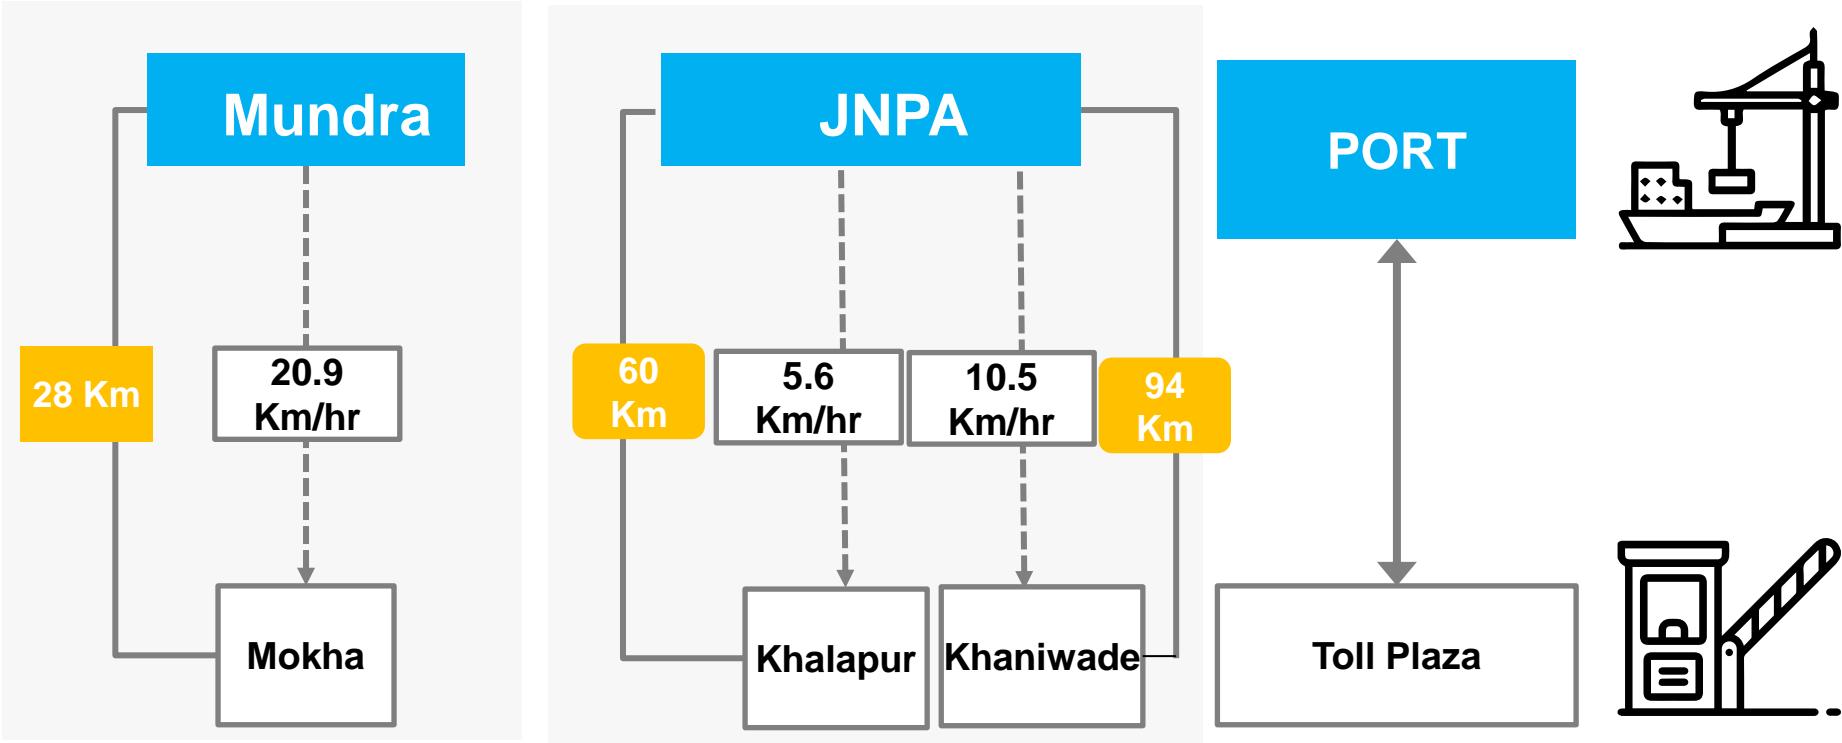 Mundra
28 Km
20.9
Km/hr
Mokha
JNPA
60
Km
5.6
Km/hr
10.5
Km/hr
94
Km
Khalapur
Khaniwade
PORT
Toll Plaza